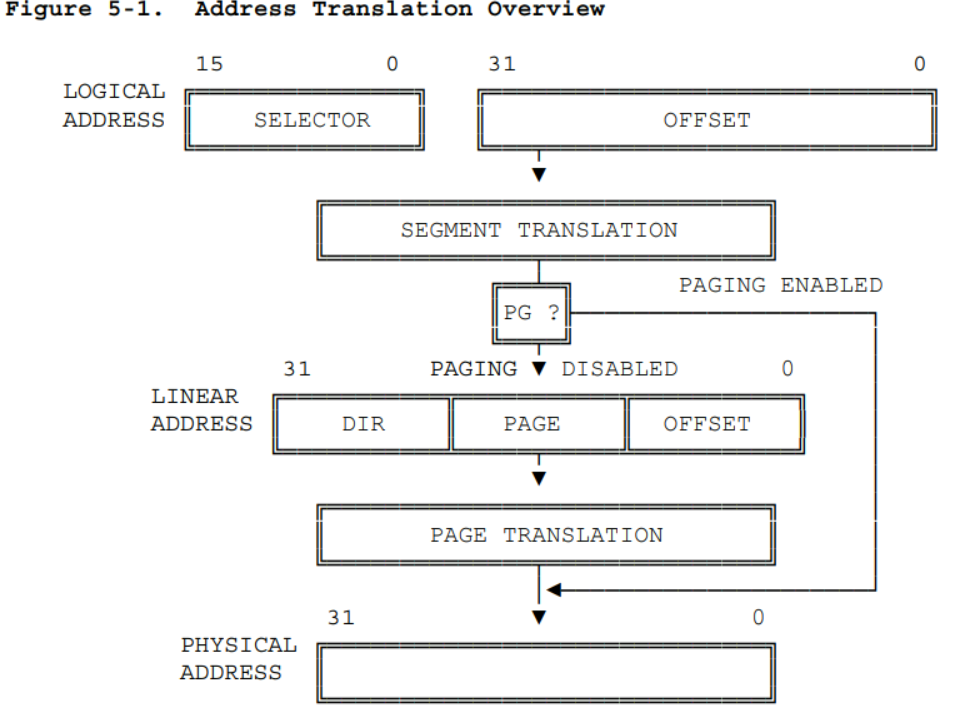 Figure 5-1. Address Translation Overview
15 0 31 0
LOGICAL
ADDRESS SELECTOR OFFSET
SEGMENT TRANSLATION
PAGING ENABLED
PG ?
31 PAGING DISABLED 0
LINEAR
ADDRESS DIR PAGE OFFSET
PAGE TRANSLATION
31 0
PHYSICAL
ADDRESS